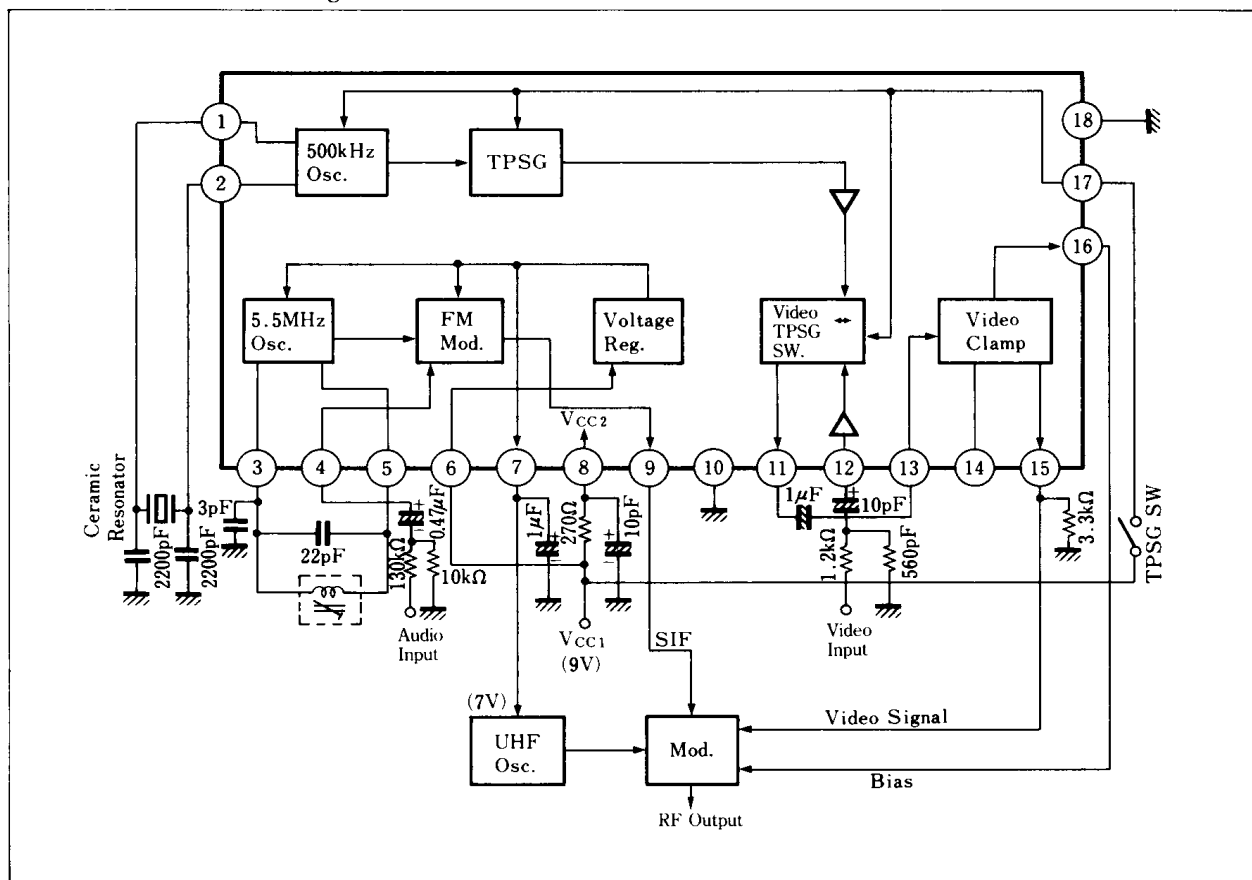 1
2
500kHz
Osc.
TPSG
18
17
16
5.5MHz
Osc.
FM
Mod.
Voltage
Reg.
Video
TPSG
SW.
Video
Clamp
VCC2
3
4
5
6
7
8
9
10
11
12
13
14
15
Ceramic
Resonator
2200pF
2200pF
3pF
22pF
0.47μF
130kΩ
10kΩ
Audio
Input
1μF
270Ω
10pF
VCC1
(9V)
SIF
1μF
10pF
1.2kΩ
560pF
Video
Input
3.3kΩ
TPSG SW
(7V)
UHF
Osc.
Mod.
Video Signal
Bias
RF Output